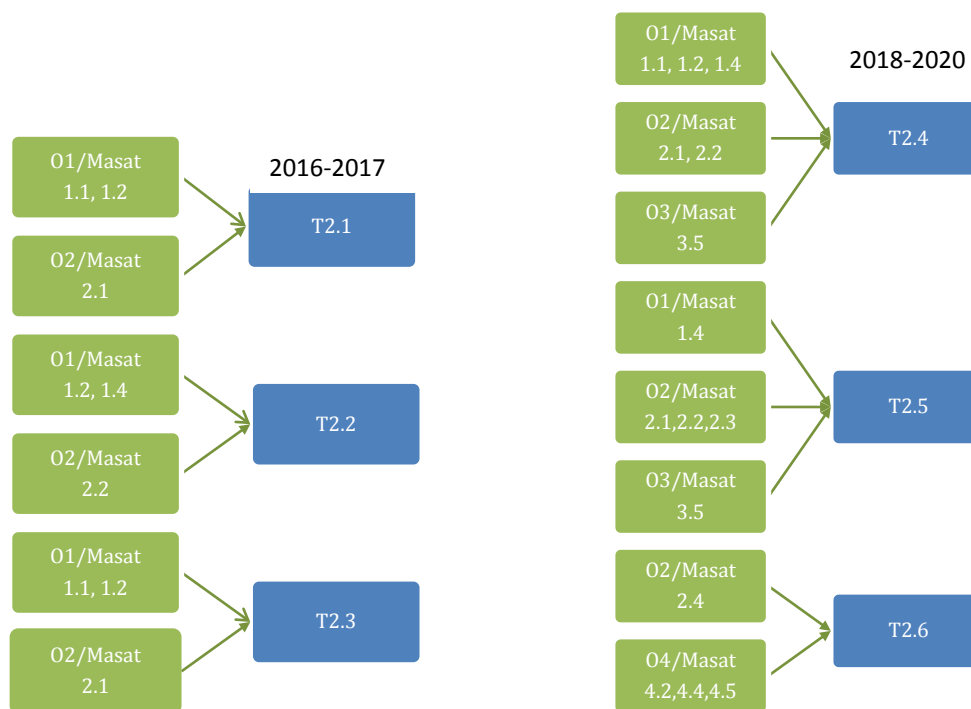 2016-2017
O1/Masat
1.1, 1.2
O2/Masat
2.1
T2.1
O1/Masat
1.2, 1.4
O2/Masat
2.2
T2.2
O1/Masat
1.1, 1.2
O2/Masat
2.1
T2.3
2018-2020
O1/Masat
1.1, 1.2, 1.4
O2/Masat
2.1, 2.2
O3/Masat
3.5
T2.4
O1/Masat
1.4
O2/Masat
2.1,2.2,2.3
O3/Masat
3.5
T2.5
O2/Masat
2.4
O4/Masat
4.2,4.4,4.5
T2.6